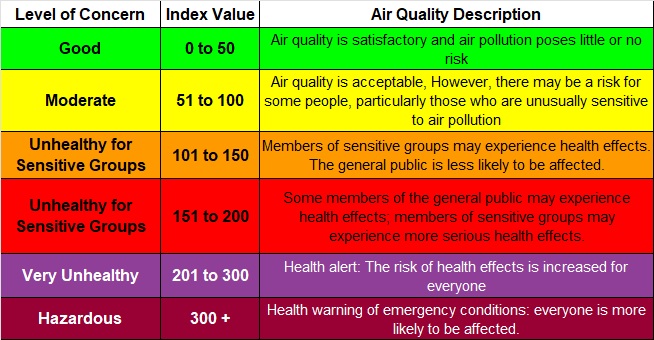 Level of Concern Index Value Air Quality Description
Good 0 to 50 Air quality is satisfactory and air pollution poses little or no
risk
Moderate 51 to 100 Air quality is acceptable, However, there may be a risk for
some people, particularly those who are unusually sensitive
to air pollution
Unhealthy for
Sensitive Groups 101 to 150 Members of sensitive groups may experience health effects.
The general public is less likely to be affected.
Unhealthy for
Sensitive Groups 151 to 200 Some members of the general public may experience
health effects; members of sensitive groups may
experience more serious health effects.
Very Unhealthy 201 to 300 Health alert: The risk of health effects is increased for
everyone
Hazardous 300 + Health warning of emergency conditions: everyone is more
likely to be affected.